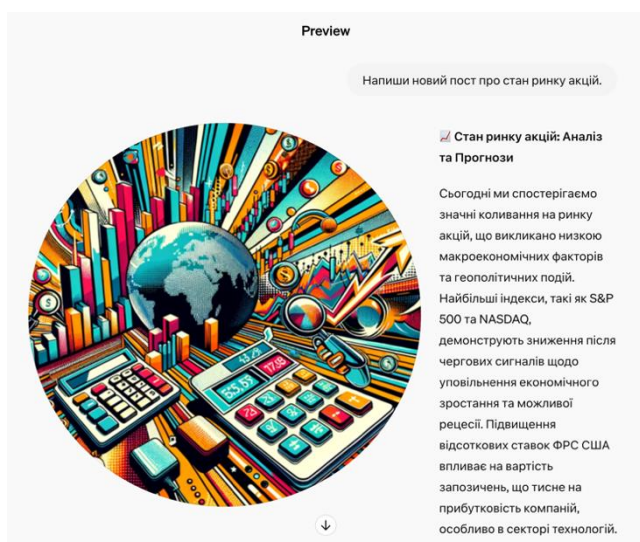 Preview
Напиши новий пост про стан ринку акцій.
📈 Стан ринку акцій: Аналіз
та Прогнози
Сьогодні ми спостерігаємо
значні коливання на ринку
акцій, що викликано низкою
макроекономічних факторів
та геополітичних подій.
Найбільші індекси, такі як S&P
500 та NASDAQ,
демонструють зниження після
чергових сигналів щодо
уповільнення економічного
зростання та можливої
рецесії. Підвищення
відсоткових ставок ФРС США
впливає на вартість
запозичень, що тисне на
прибутковість компаній,
особливо в секторі технологій.